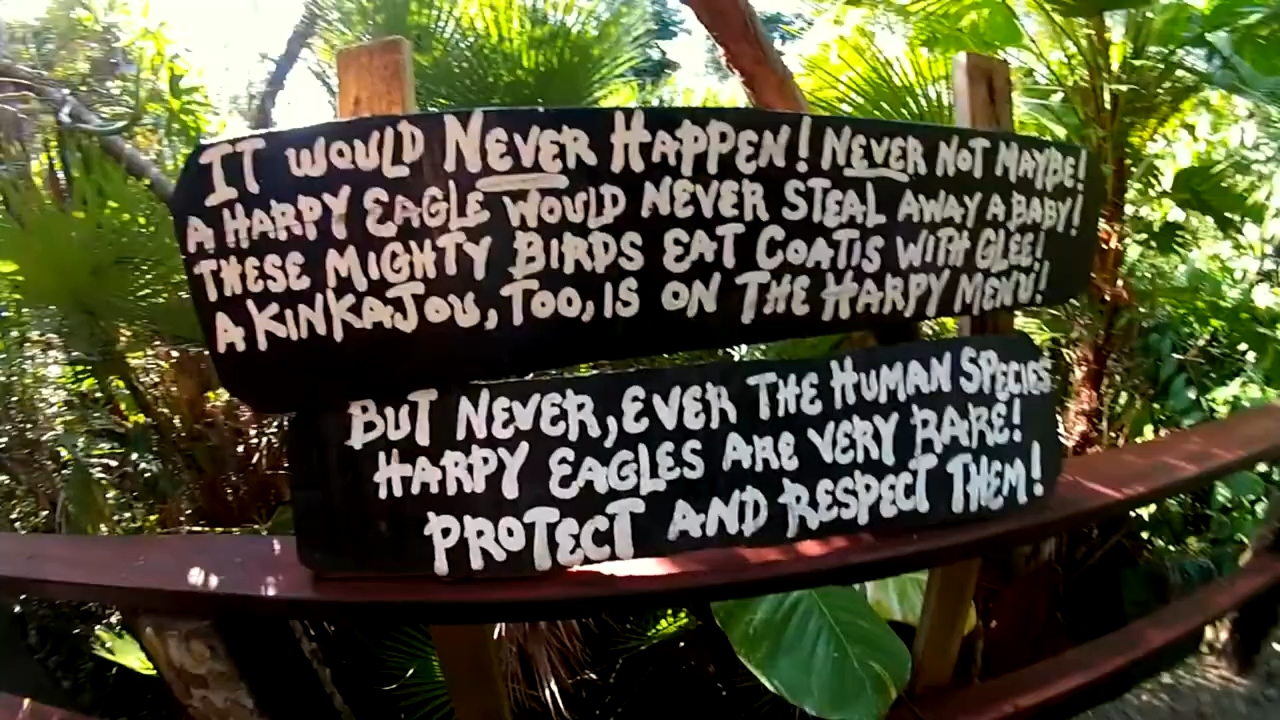 IT WOULD NEVER HAPPEN! NEVER NOT MAYBE!
A HARPY EAGLE WOULD NEVER STEAL AWAY A BABY!
THESE MIGHTY BIRDS EAT COATIS WITH GLEE!
A KINKAJOU, TOO, IS ON THE HARPY MENU!
BUT NEVER, EVER THE HUMAN SPECIES
HARPY EAGLES ARE VERY RARE!
PROTECT AND RESPECT THEM!